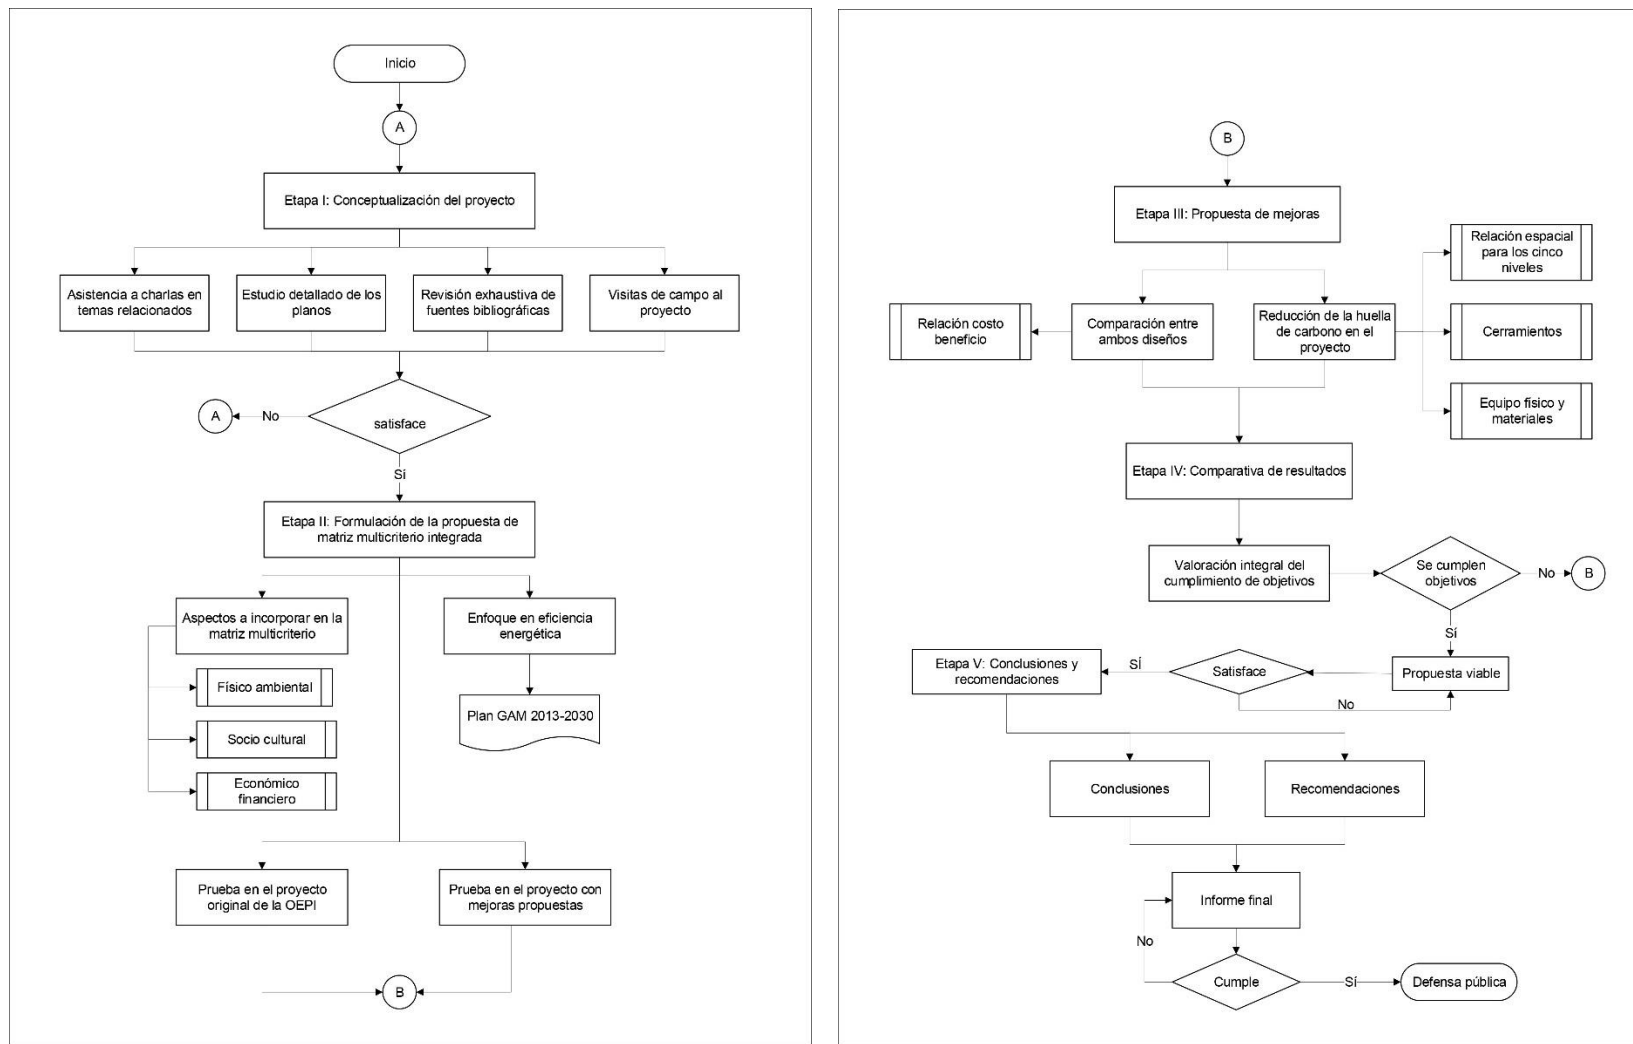 Inicio
A
Etapa I: Conceptualización del proyecto
Asistencia a charlas en
temas relacionados
Estudio detallado de los
planos
Revisión exhaustiva de
fuentes bibliográficas
Visitas de campo al
proyecto
satisface
A
No
Sí
Etapa II: Formulación de la propuesta de
matriz multicriterio integrada
Aspectos a incorporar en la
matriz multicriterio
Enfoque en eficiencia
energética
Físico ambiental
Socio cultural
Económico
financiero
Plan GAM 2013-2030
Prueba en el proyecto
original de la OEPI
Prueba en el proyecto con
mejoras propuestas
B
B
Etapa III: Propuesta de mejoras
Relación espacial
para los cinco
niveles
Relación costo
beneficio
Comparación entre
ambos diseños
Reducción de la huella
de carbono en el
proyecto
Cerramientos
Equipo físico y
materiales
Etapa IV: Comparativa de resultados
Valoración integral del
cumplimiento de objetivos
Se cumplen
objetivos
No
B
Sí
Etapa V: Conclusiones y
recomendaciones
SÍ
Satisface
Propuesta viable
No
Conclusiones
Recomendaciones
Informe final
No
Cumple
Sí
Defensa pública